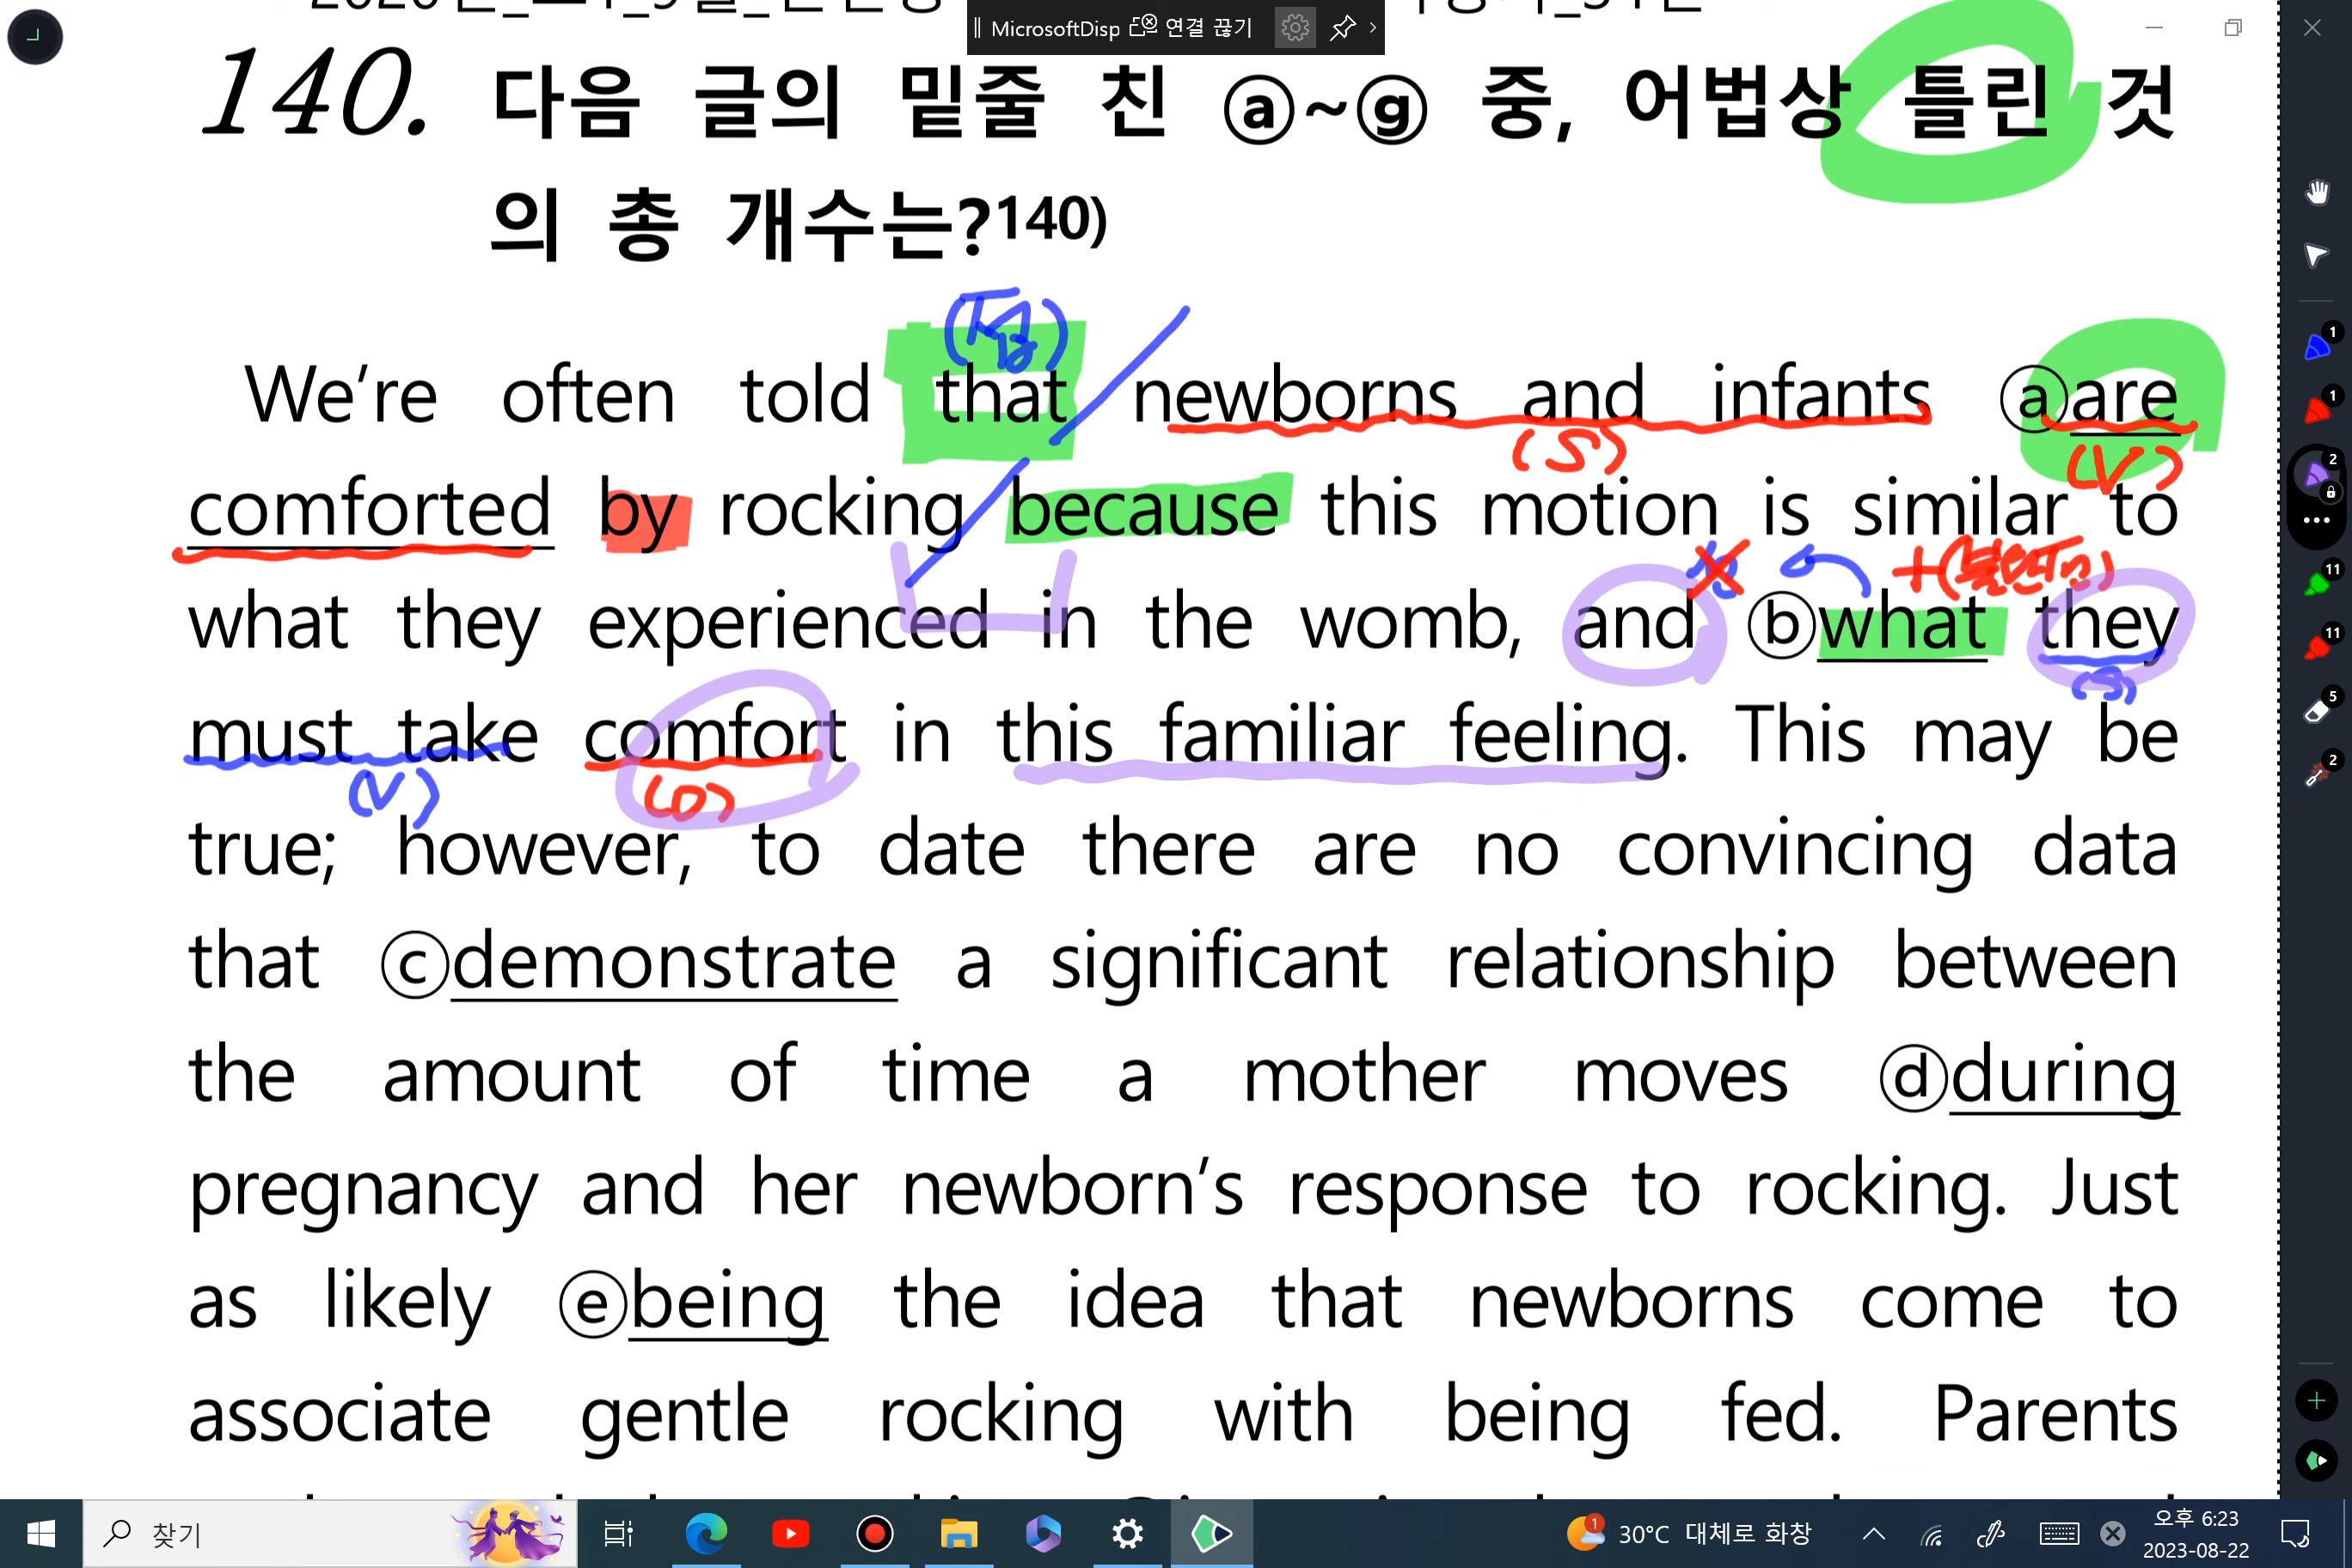 MicrosoftDisp 연결 끊기
140. 다음 글의 밑줄 친 ⓐ~ⓖ 중, 어법상 틀린 것
의 총 개수는?140)
We‘re often told that newborns and infants ⓐare
(S)
(V)
comforted by rocking because this motion is similar to
what they experienced in the womb, and ⓑwhat they
(S)
must take comfort in this familiar feeling. This may be
(V)
(O)
true; however, to date there are no convincing data
that ⓒdemonstrate a significant relationship between
the amount of time a mother moves ⓓduring
pregnancy and her newborn‘s response to rocking. Just
as likely ⓔbeing the idea that newborns come to
associate gentle rocking with being fed. Parents
찾기
30°C 대체로 화창
오후 6:23
2023-08-22